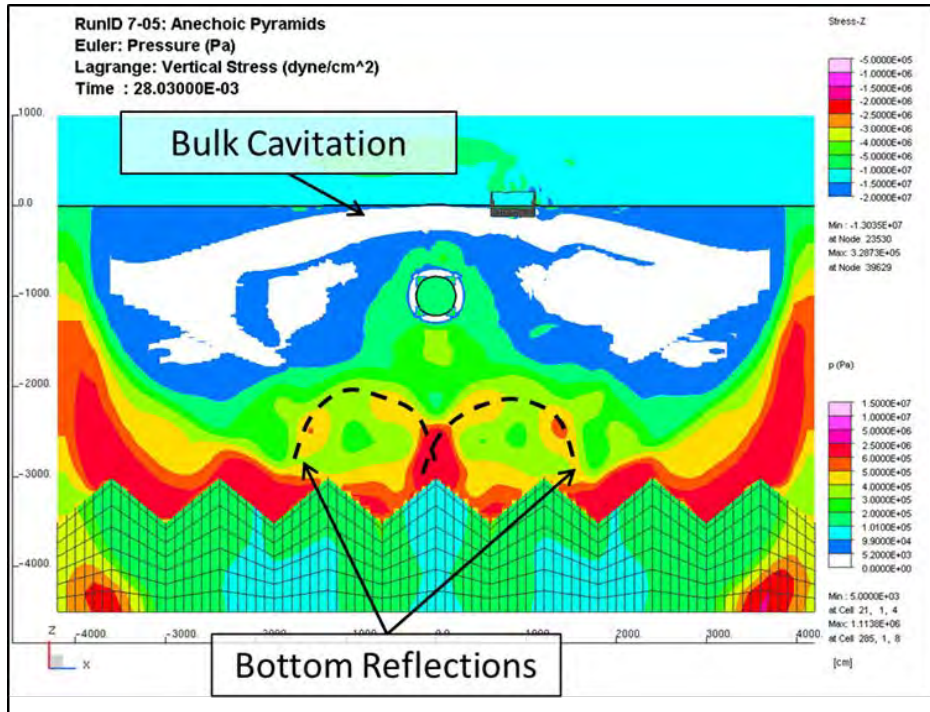 RunID 7-05: Anechoic Pyramids
Euler: Pressure (Pa)
Lagrange: Vertical Stress (dyne/cm^2)
Time : 28.03000E-03
Stress-Z
-5.0000E+05
-1.0000E+06
-1.5000E+06
-2.0000E+06
-2.5000E+06
-3.0000E+06
-4.0000E+06
-5.0000E+06
-1.0000E+07
-1.5000E+07
-2.0000E+07
Min : -1.3035E+07
at Node 23530
Max: 3.2873E+05
at Node 39629
1000.
0.0
-1000.
-2000.
-3000.
-4000.
Bulk Cavitation
p (Pa)
1.5000E+07
1.0000E+07
5.0000E+06
2.5000E+06
6.0000E+05
5.0000E+05
4.0000E+05
3.0000E+05
2.0000E+05
1.0100E+05
9.9000E+04
5.2000E+03
0.0000E+00
Min : 5.0000E+03
at Cell 21, 1, 4
Max: 1.1138E+06
at Cell 285, 1, 8
[cm]
Z
X
-4000. -3000. -2000. 1000. 2000. 3000. 4000.
Bottom Reflections